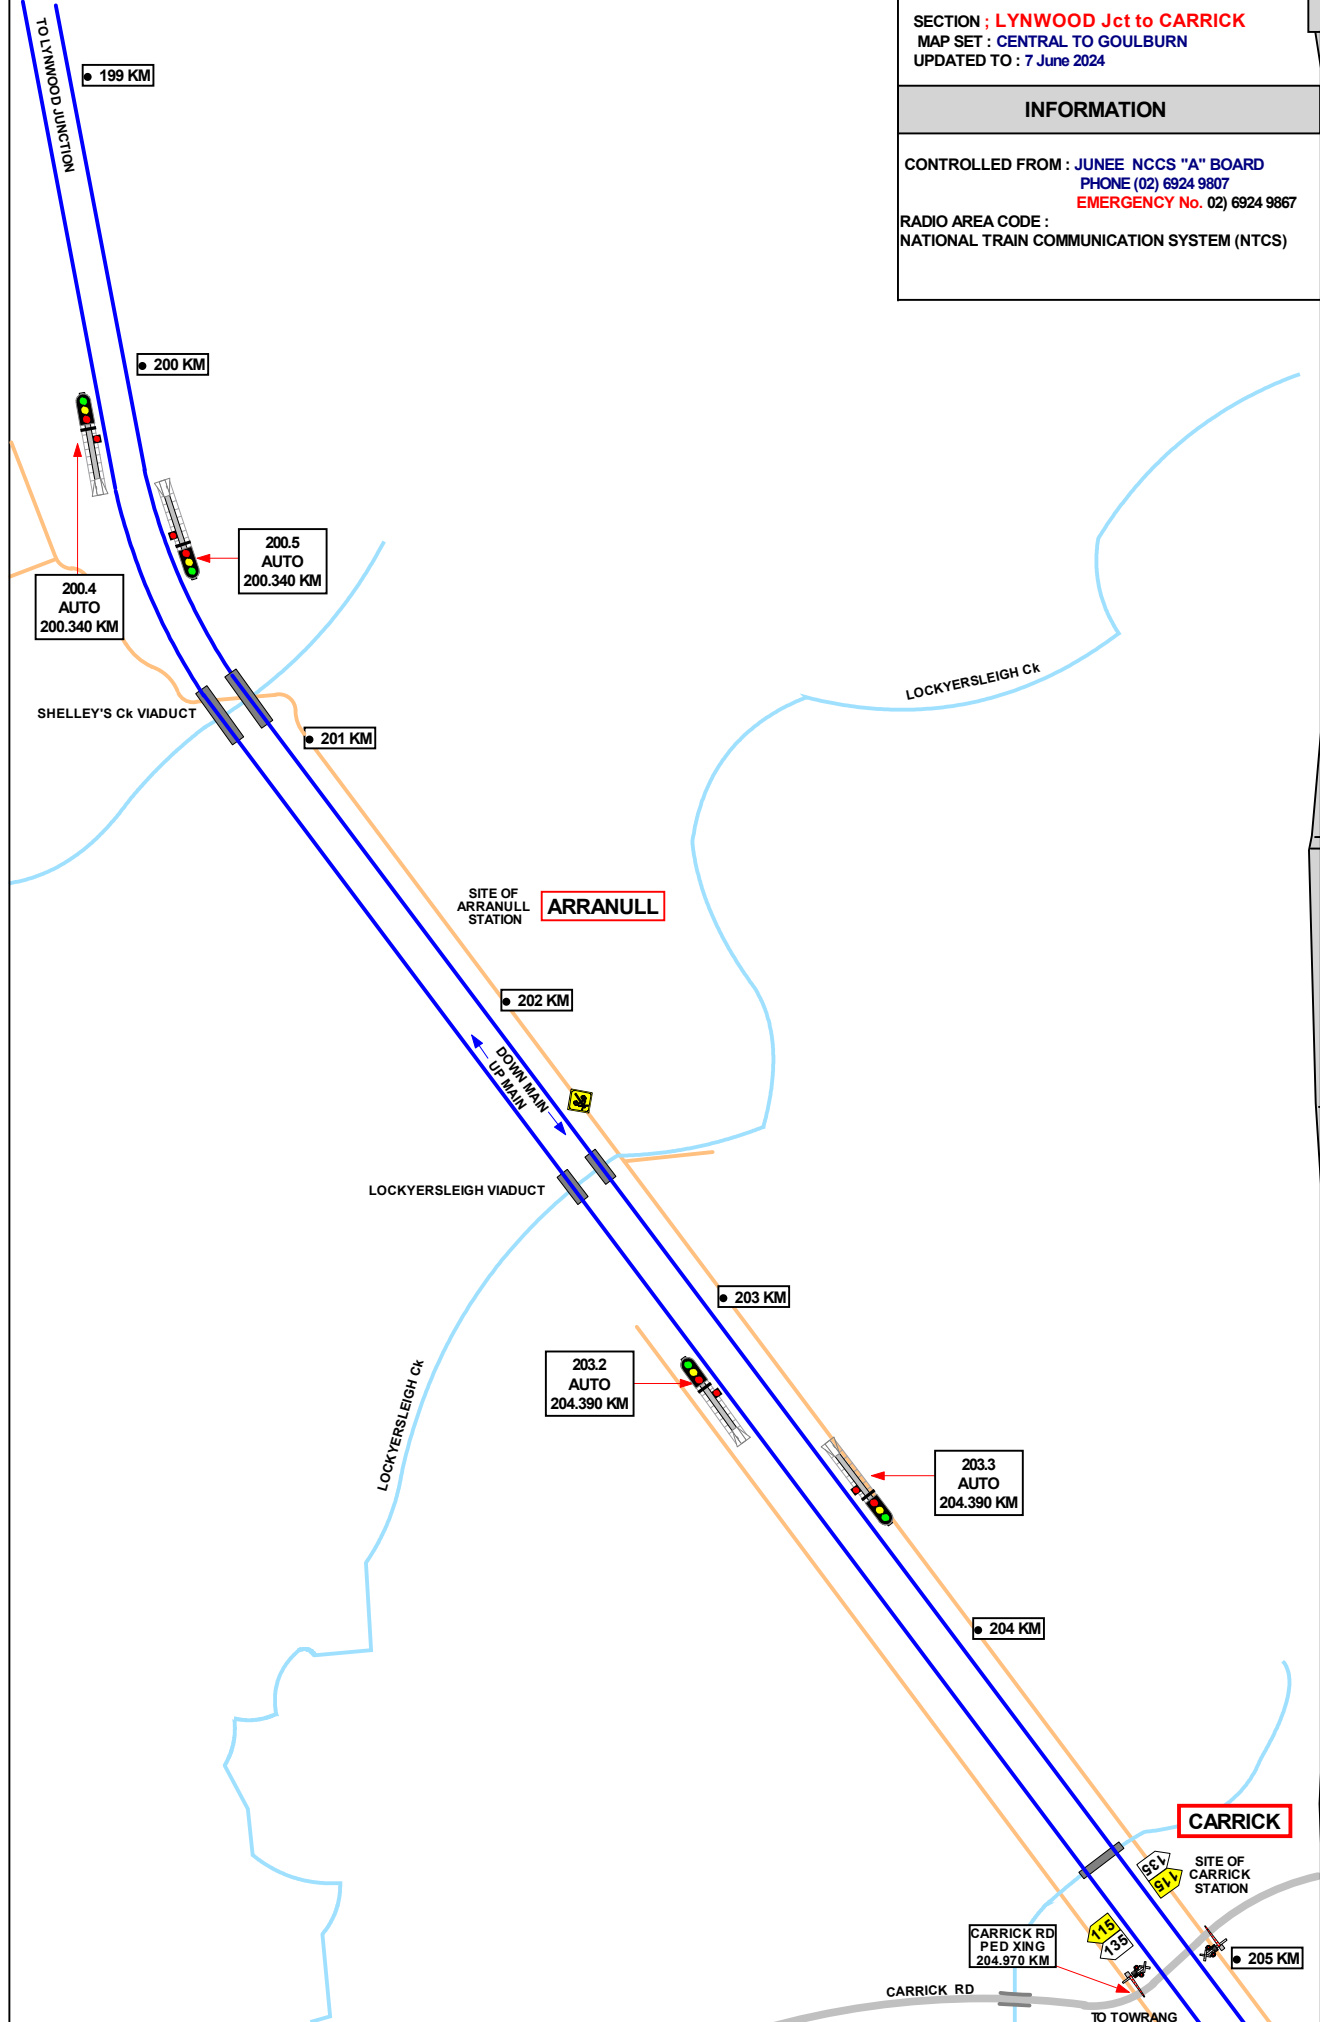 SECTION ; LYNWOOD Jct to CARRICK
MAP SET : CENTRAL TO GOULBURN
UPDATED TO : 7 June 2024
INFORMATION
CONTROLLED FROM : JUNEE NCCS "A" BOARD
PHONE (02) 6924 9807
EMERGENCY No. 02) 6924 9867
RADIO AREA CODE :
NATIONAL TRAIN COMMUNICATION SYSTEM (NTCS)
TO LYNWOOD JUNCTION
199 KM
200 KM
200.5
AUTO
200.340 KM
200.4
AUTO
200.340 KM
LOCKYERSLEIGH Ck
SHELLEY'S Ck VIADUCT
201 KM
SITE OF
ARRANULL
STATION
ARRANULL
202 KM
DOWN MAIN
UP MAIN
LOCKYERSLEIGH VIADUCT
203 KM
203.2
AUTO
204.390 KM
LOCKYERSLEIGH Ck
203.3
AUTO
204.390 KM
204 KM
CARRICK
135
115
SITE OF
CARRICK
STATION
115
135
CARRICK RD
PED XING
204.970 KM
205 KM
CARRICK RD
TO TOWRANG